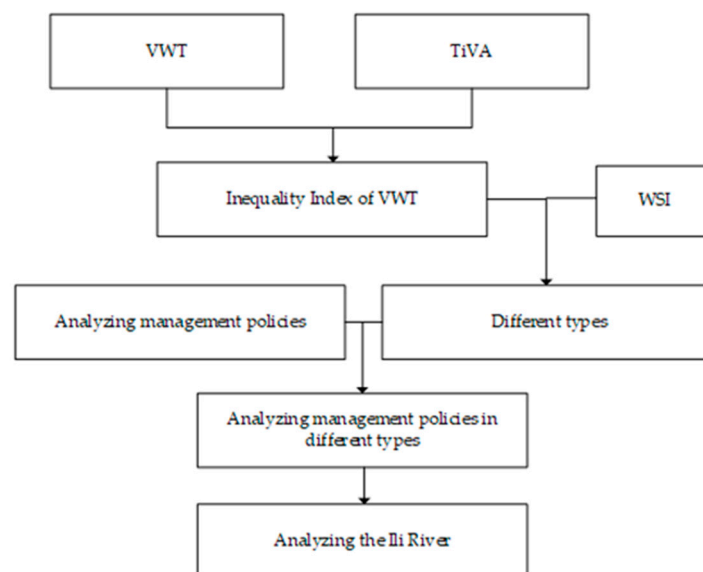 VWT
TiVA
Inequality Index of VWT
WSI
Analyzing management policies
Different types
Analyzing management policies in
different types
Analyzing the Ili River